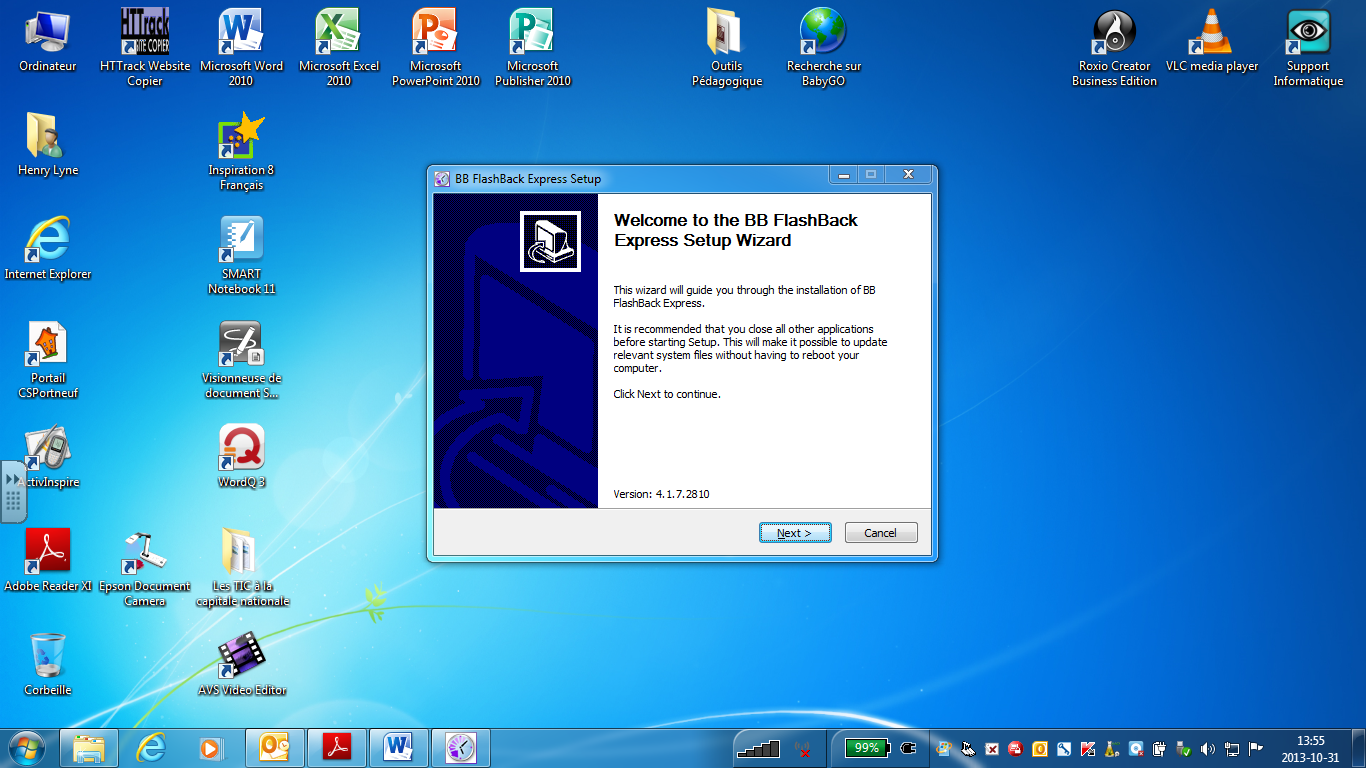 HTTrack
SITE COPIER
Ordinateur
HTTrack Website
Copier
Microsoft Word
2010
Microsoft Excel
2010
Microsoft
PowerPoint 2010
Microsoft
Publisher 2010
Outils
Pédagogique
Recherche sur
BabyGO
Roxio Creator
Business Edition
VLC media player
Support
Informatique
Henry Lyne
Inspiration 8
Français
Internet Explorer
SMART
Notebook 11
Portail
CSPortneuf
Visionneuse de
document S...
ActivInspire
WordQ 3
Adobe Reader XI
Epson Document
Camera
Les TIC à la
capitale nationale
Corbeille
AVS Video Editor
BB FlashBack Express Setup
Welcome to the BB FlashBack
Express Setup Wizard
This wizard will guide you through the installation of BB
FlashBack Express.
It is recommended that you close all other applications
before starting Setup. This will make it possible to update
relevant system files without having to reboot your
computer.
Click Next to continue.
Version: 4.1.7.2810
Next >
Cancel
99%
13:55
2013-10-31